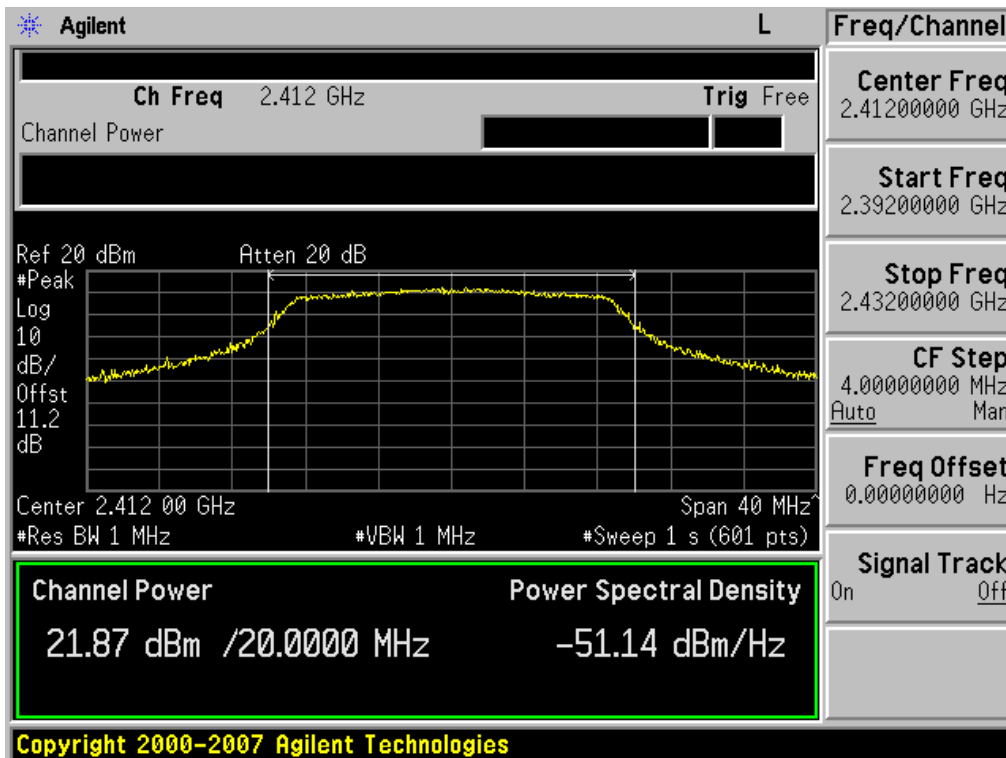 Agilent
L
Freq/Channel
Ch Freq 2.412 GHz
Trig Free
Channel Power
Center Freq
2.41200000 GHz
Start Freq
2.39200000 GHz
Stop Freq
2.43200000 GHz
CF Step
4.00000000 MHz
Auto Man
Freq Offset
0.00000000 Hz
Signal Track
On Off
Ref 20 dBm Atten 20 dB
#Peak
Log
10
dB/
Offst
11.2
dB
Center 2.412 00 GHz Span 40 MHz^
#Res BW 1 MHz #VBW 1 MHz #Sweep 1 s (601 pts)
Channel Power Power Spectral Density
21.87 dBm /20.0000 MHz -51.14 dBm/Hz
Copyright 2000-2007 Agilent Technologies